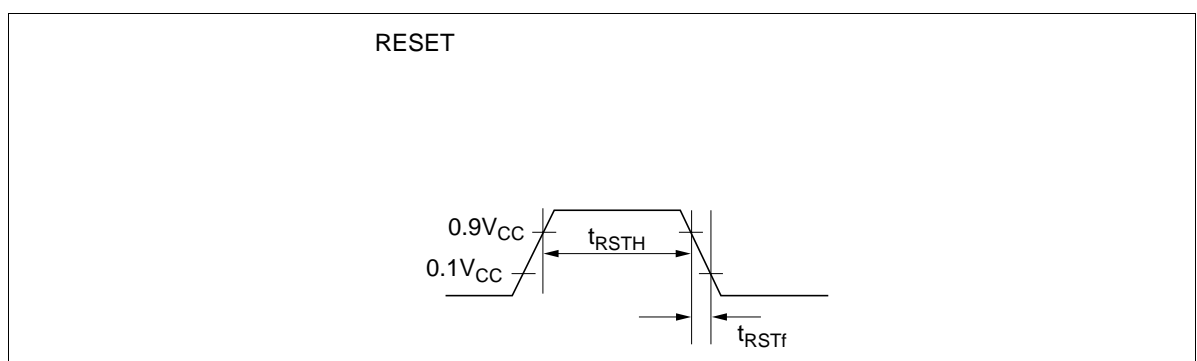 RESET
0.9VCC
tRSTH
0.1VCC
tRSTf